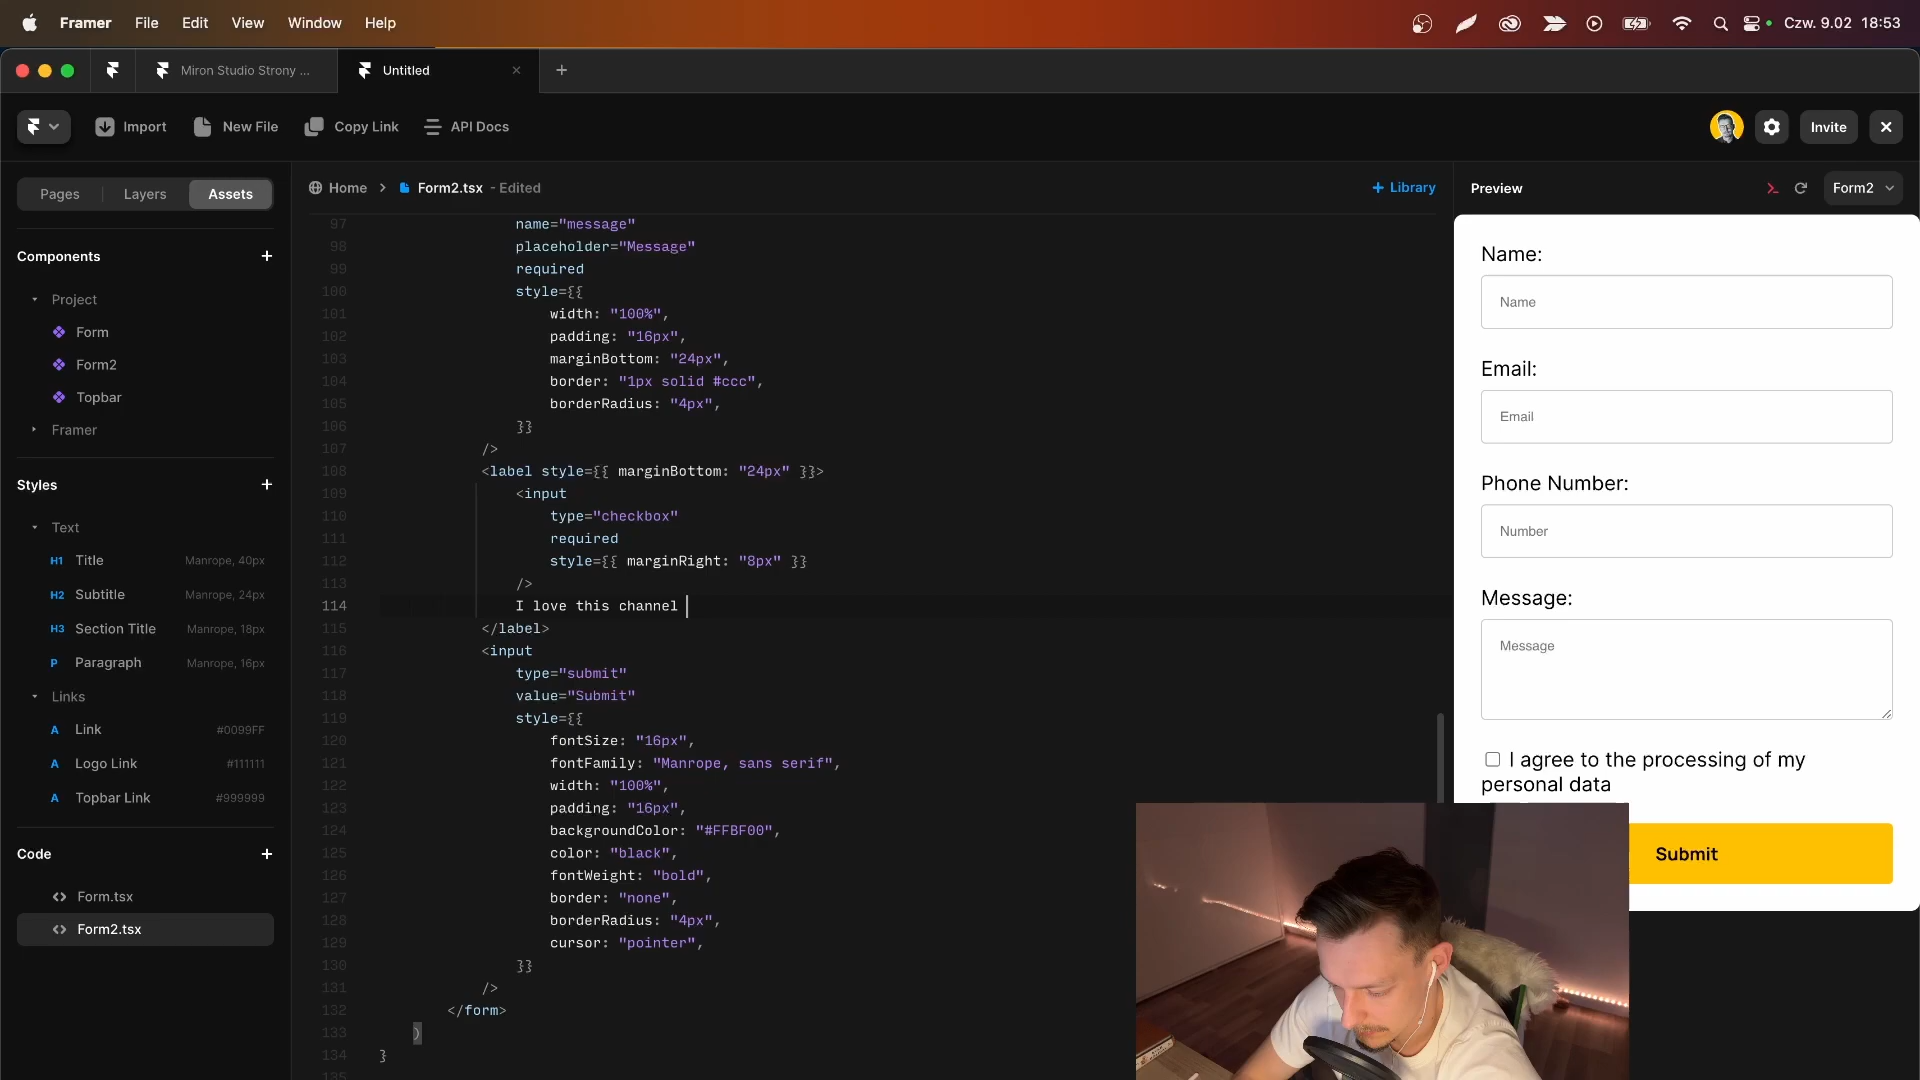 Framer File Edit View Window Help Czw. 9.02 18:53
Miron Studio Strony ... Untitled
Import New File Copy Link API Docs Invite
Pages Layers Assets
Home Form2.tsx - Edited Library
Preview Form2
Components
Project
Form
Form2
Topbar
Framer
Styles
Text
H1 Title Manrope, 40px
H2 Subtitle Manrope, 24px
H3 Section Title Manrope, 18px
P Paragraph Manrope, 16px
Links
A Link #0099FF
A Logo Link #111111
A Topbar Link #999999
Code
<> Form.tsx
<> Form2.tsx
97 name="message"
98 placeholder="Message"
99 required
100 style={{
101 width: "100%",
102 padding: "16px",
103 marginBottom: "24px",
104 border: "1px solid #ccc",
105 borderRadius: "4px",
106 }}
107 />
108 <label style={{ marginBottom: "24px" }}>
109 <input
110 type="checkbox"
111 required
112 style={{ marginRight: "8px" }}
113 />
114 I love this channel
115 </label>
116 <input
117 type="submit"
118 value="Submit"
119 style={{
120 fontSize: "16px",
121 fontFamily: "Manrope, sans serif",
122 width: "100%",
123 padding: "16px",
124 backgroundColor: "#FFBF00",
125 color: "black",
126 fontWeight: "bold",
127 border: "none",
128 borderRadius: "4px",
129 cursor: "pointer",
130 }}
131 />
132 </form>
133 )
134 }
135
Name:
Name
Email:
Email
Phone Number:
Number
Message:
Message
I agree to the processing of my
personal data
Submit